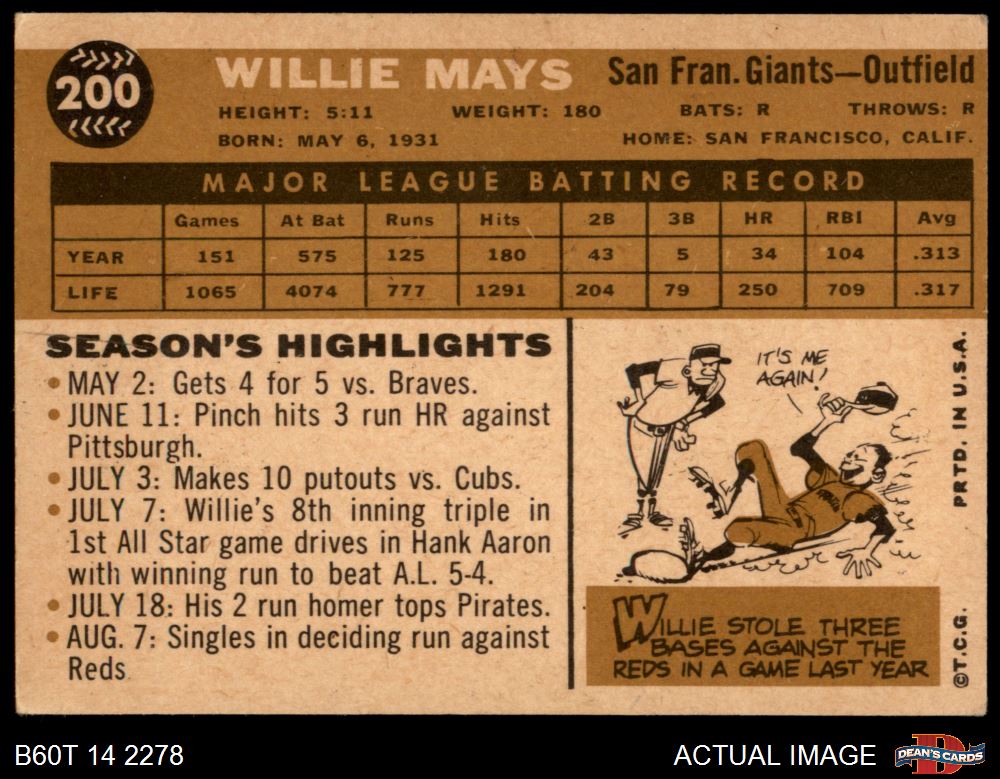 200
WILLIE MAYS San Fran. Giants—Outfield
HEIGHT: 5:11 WEIGHT: 180 BATS: R THROWS: R
BORN: MAY 6, 1931 HOME: SAN FRANCISCO, CALIF.
MAJOR LEAGUE BATTING RECORD
Games At Bat Runs Hits 2B 3B HR RBI Avg
YEAR 151 575 125 180 43 5 34 104 .313
LIFE 1065 4074 777 1291 204 79 250 709 .317
SEASON'S HIGHLIGHTS
• MAY 2: Gets 4 for 5 vs. Braves.
• JUNE 11: Pinch hits 3 run HR against
Pittsburgh.
• JULY 3: Makes 10 putouts vs. Cubs.
• JULY 7: Willie's 8th inning triple in
1st All Star game drives in Hank Aaron
with winning run to beat A.L. 5-4.
• JULY 18: His 2 run homer tops Pirates.
• AUG. 7: Singles in deciding run against
Reds
IT'S ME
AGAIN!
WILLIE STOLE THREE
BASES AGAINST THE
REDS IN A GAME LAST YEAR
©T.C.G. PRTD. IN U.S.A.
B60T 14 2278 ACTUAL IMAGE DEAN'S CARDS